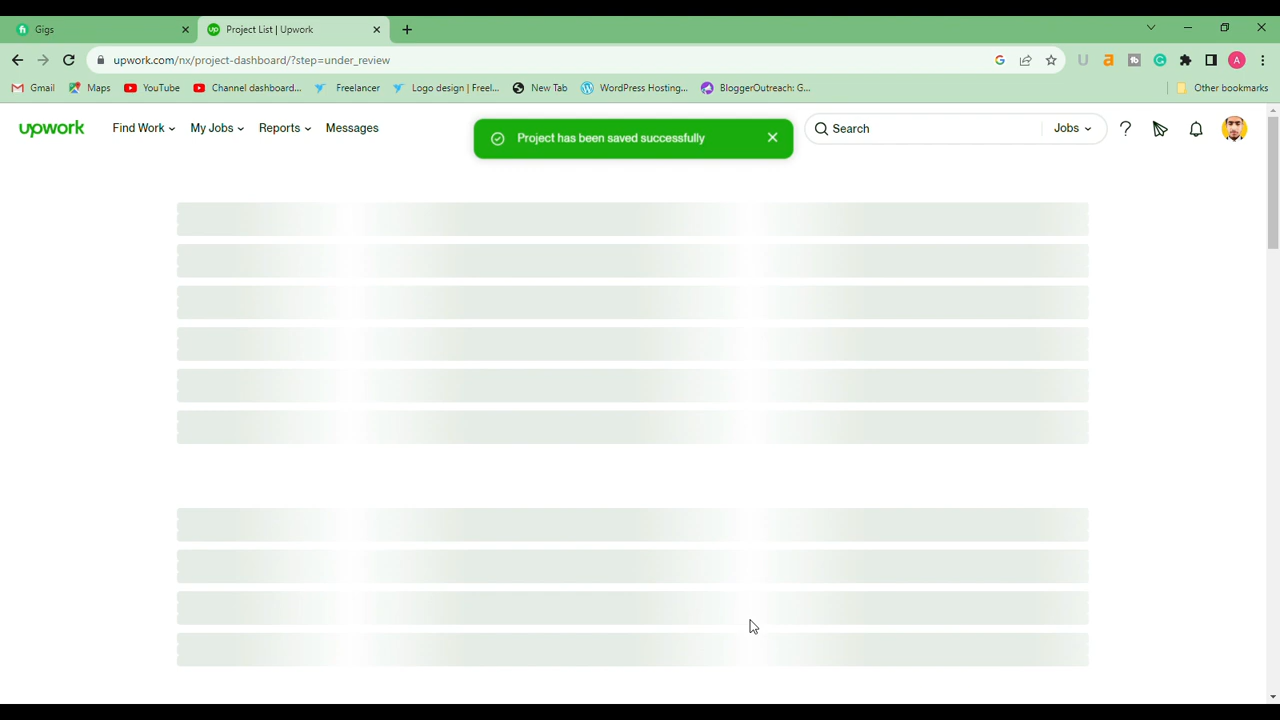 Gigs
Project List | Upwork
upwork.com/nx/project-dashboard/?step=under_review
Gmail Maps YouTube Channel dashboard... Freelancer Logo design | Freel... New Tab WordPress Hosting... BloggerOutreach: G... Other bookmarks
upwork Find Work My Jobs Reports Messages
Project has been saved successfully
Search Jobs